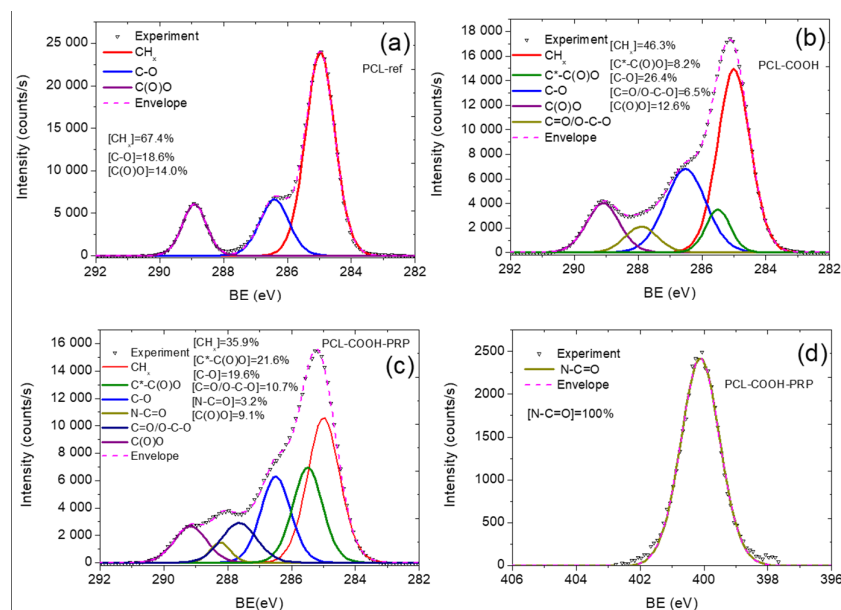 (a)
PCL-ref
Experiment
CHx
C-O
C(O)O
Envelope
[CHx]=67.4%
[C-O]=18.6%
[C(O)O]=14.0%
25 000
20 000
15 000
10 000
5 000
0
Intensity (counts/s)
292 290 288 286 284 282
BE (eV)
(b)
PCL-COOH
Experiment
CHx
C*-C(O)O
C-O
C(O)O
C=O/O-C-O
Envelope
[CHx]=46.3%
[C*-C(O)O]=8.2%
[C-O]=26.4%
[C=O/O-C-O]=6.5%
[C(O)O]=12.6%
18 000
16 000
14 000
12 000
10 000
8 000
6 000
4 000
2 000
0
Intensity (counts/s)
292 290 288 286 284 282
BE (eV)
(c)
PCL-COOH-PRP
Experiment
CHx
C*-C(O)O
C-O
N-C=O
C=O/O-C-O
C(O)O
Envelope
[CHx]=35.9%
[C*-C(O)O]=21.6%
[C-O]=19.6%
[C=O/O-C-O]=10.7%
[N-C=O]=3.2%
[C(O)O]=9.1%
16 000
14 000
12 000
10 000
8 000
6 000
4 000
2 000
0
Intensity (counts/s)
292 290 288 286 284 282
BE(eV)
(d)
PCL-COOH-PRP
Experiment
N-C=O
Envelope
[N-C=O]=100%
2500
2000
1500
1000
500
0
Intensity (counts/s)
406 404 402 400 398 396
BE (eV)